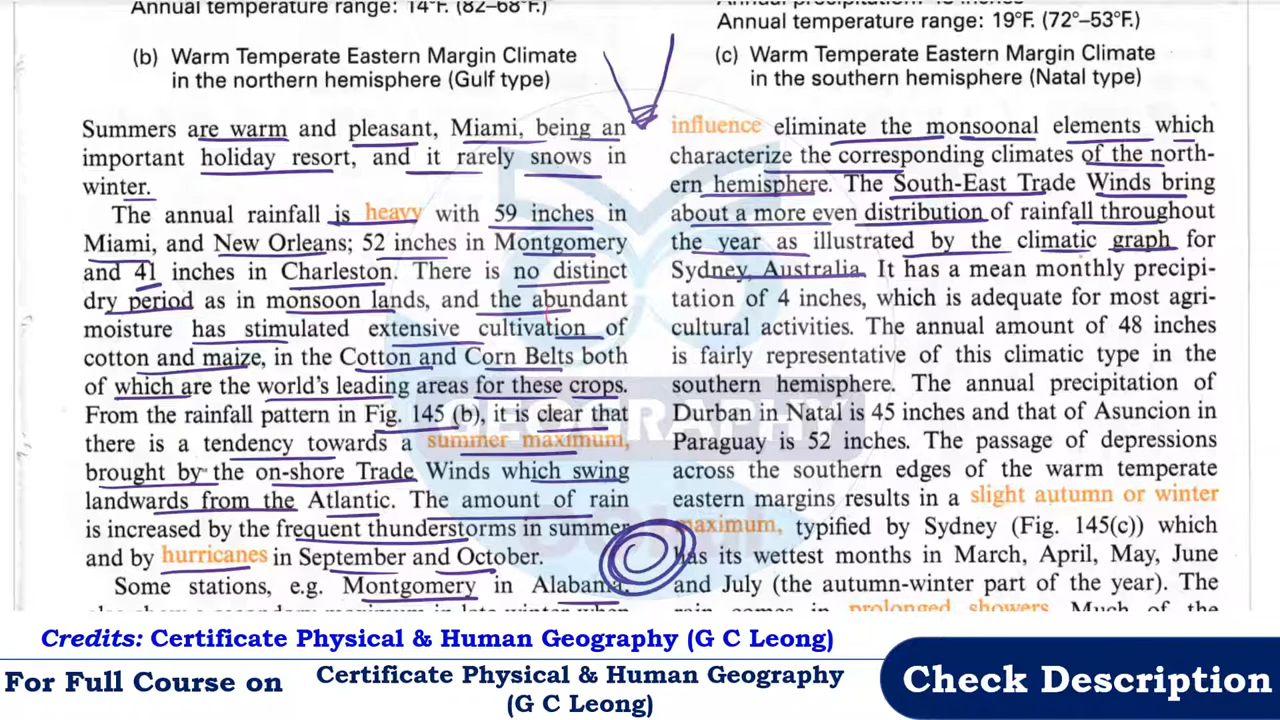 Annual temperature range: 14°F. (82–68°F.)
(b) Warm Temperate Eastern Margin Climate
in the northern hemisphere (Gulf type)
Summers are warm and pleasant, Miami, being an
important holiday resort, and it rarely snows in
winter.
The annual rainfall is heavy with 59 inches in
Miami, and New Orleans; 52 inches in Montgomery
and 41 inches in Charleston. There is no distinct
dry period as in monsoon lands, and the abundant
moisture has stimulated extensive cultivation of
cotton and maize, in the Cotton and Corn Belts both
of which are the world's leading areas for these crops.
From the rainfall pattern in Fig. 145 (b), it is clear that
there is a tendency towards a summer maximum,
brought by the on-shore Trade Winds which swing
landwards from the Atlantic. The amount of rain
is increased by the frequent thunderstorms in summer
and by hurricanes in September and October.
Some stations, e.g. Montgomery in Alabama,
Annual temperature range: 19°F. (72°–53°F.)
(c) Warm Temperate Eastern Margin Climate
in the southern hemisphere (Natal type)
influence eliminate the monsoonal elements which
characterize the corresponding climates of the north-
ern hemisphere. The South-East Trade Winds bring
about a more even distribution of rainfall throughout
the year as illustrated by the climatic graph for
Sydney, Australia. It has a mean monthly precipi-
tation of 4 inches, which is adequate for most agri-
cultural activities. The annual amount of 48 inches
is fairly representative of this climatic type in the
southern hemisphere. The annual precipitation of
Durban in Natal is 45 inches and that of Asuncion in
Paraguay is 52 inches. The passage of depressions
across the southern edges of the warm temperate
eastern margins results in a slight autumn or winter
maximum, typified by Sydney (Fig. 145(c)) which
has its wettest months in March, April, May, June
and July (the autumn-winter part of the year). The
rain comes in prolonged showers. Much of the
GEOGRAPHY
Credits: Certificate Physical & Human Geography (G C Leong)
For Full Course on
Certificate Physical & Human Geography
(G C Leong)
Check Description